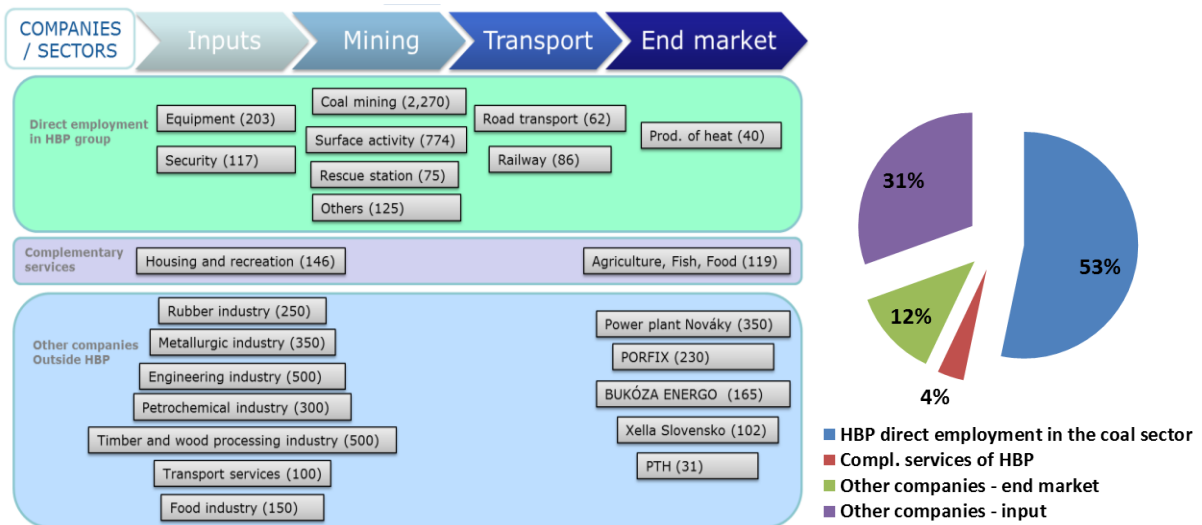 COMPANIES
/ SECTORS
Inputs
Mining
Transport
End market
Direct employment
in HBP group
Equipment (203)
Security (117)
Coal mining (2,270)
Surface activity (774)
Rescue station (75)
Others (125)
Road transport (62)
Railway (86)
Prod. of heat (40)
Complementary
services
Housing and recreation (146)
Agriculture, Fish, Food (119)
Other companies
Outside HBP
Rubber industry (250)
Metallurgic industry (350)
Engineering industry (500)
Petrochemical industry (300)
Timber and wood processing industry (500)
Transport services (100)
Food industry (150)
Power plant Nováky (350)
PORFIX (230)
BUKÓZA ENERGO (165)
Xella Slovensko (102)
PTH (31)
31%
53%
12%
4%
HBP direct employment in the coal sector
Compl. services of HBP
Other companies - end market
Other companies - input